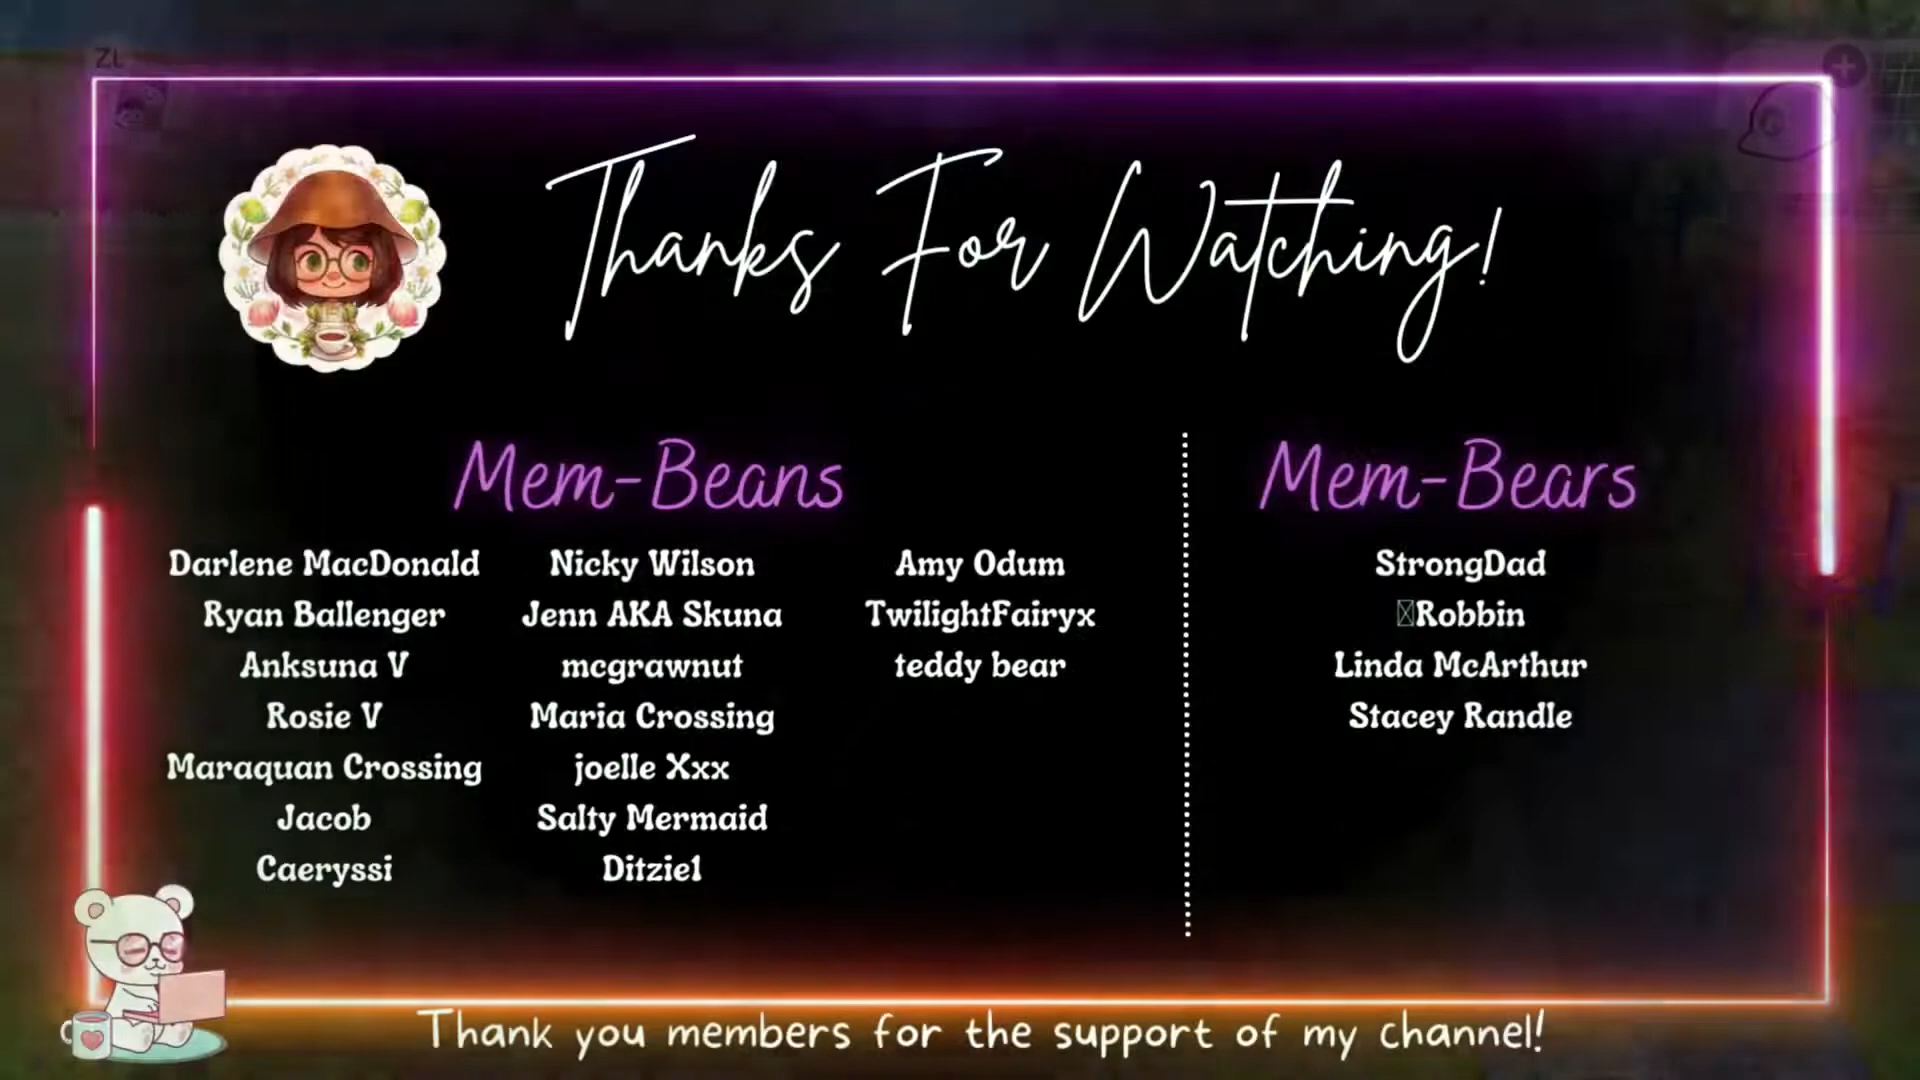 ZL
Thanks For Watching!
Mem-Beans
Darlene MacDonald
Ryan Ballenger
Anksuna V
Rosie V
Maraquan Crossing
Jacob
Caeryssi
Nicky Wilson
Jenn AKA Skuna
mcgrawnut
Maria Crossing
joelle Xxx
Salty Mermaid
Ditzie1
Amy Odum
TwilightFairyx
teddy bear
Mem-Bears
StrongDad
Robbin
Linda McArthur
Stacey Randle
Thank you members for the support of my channel!